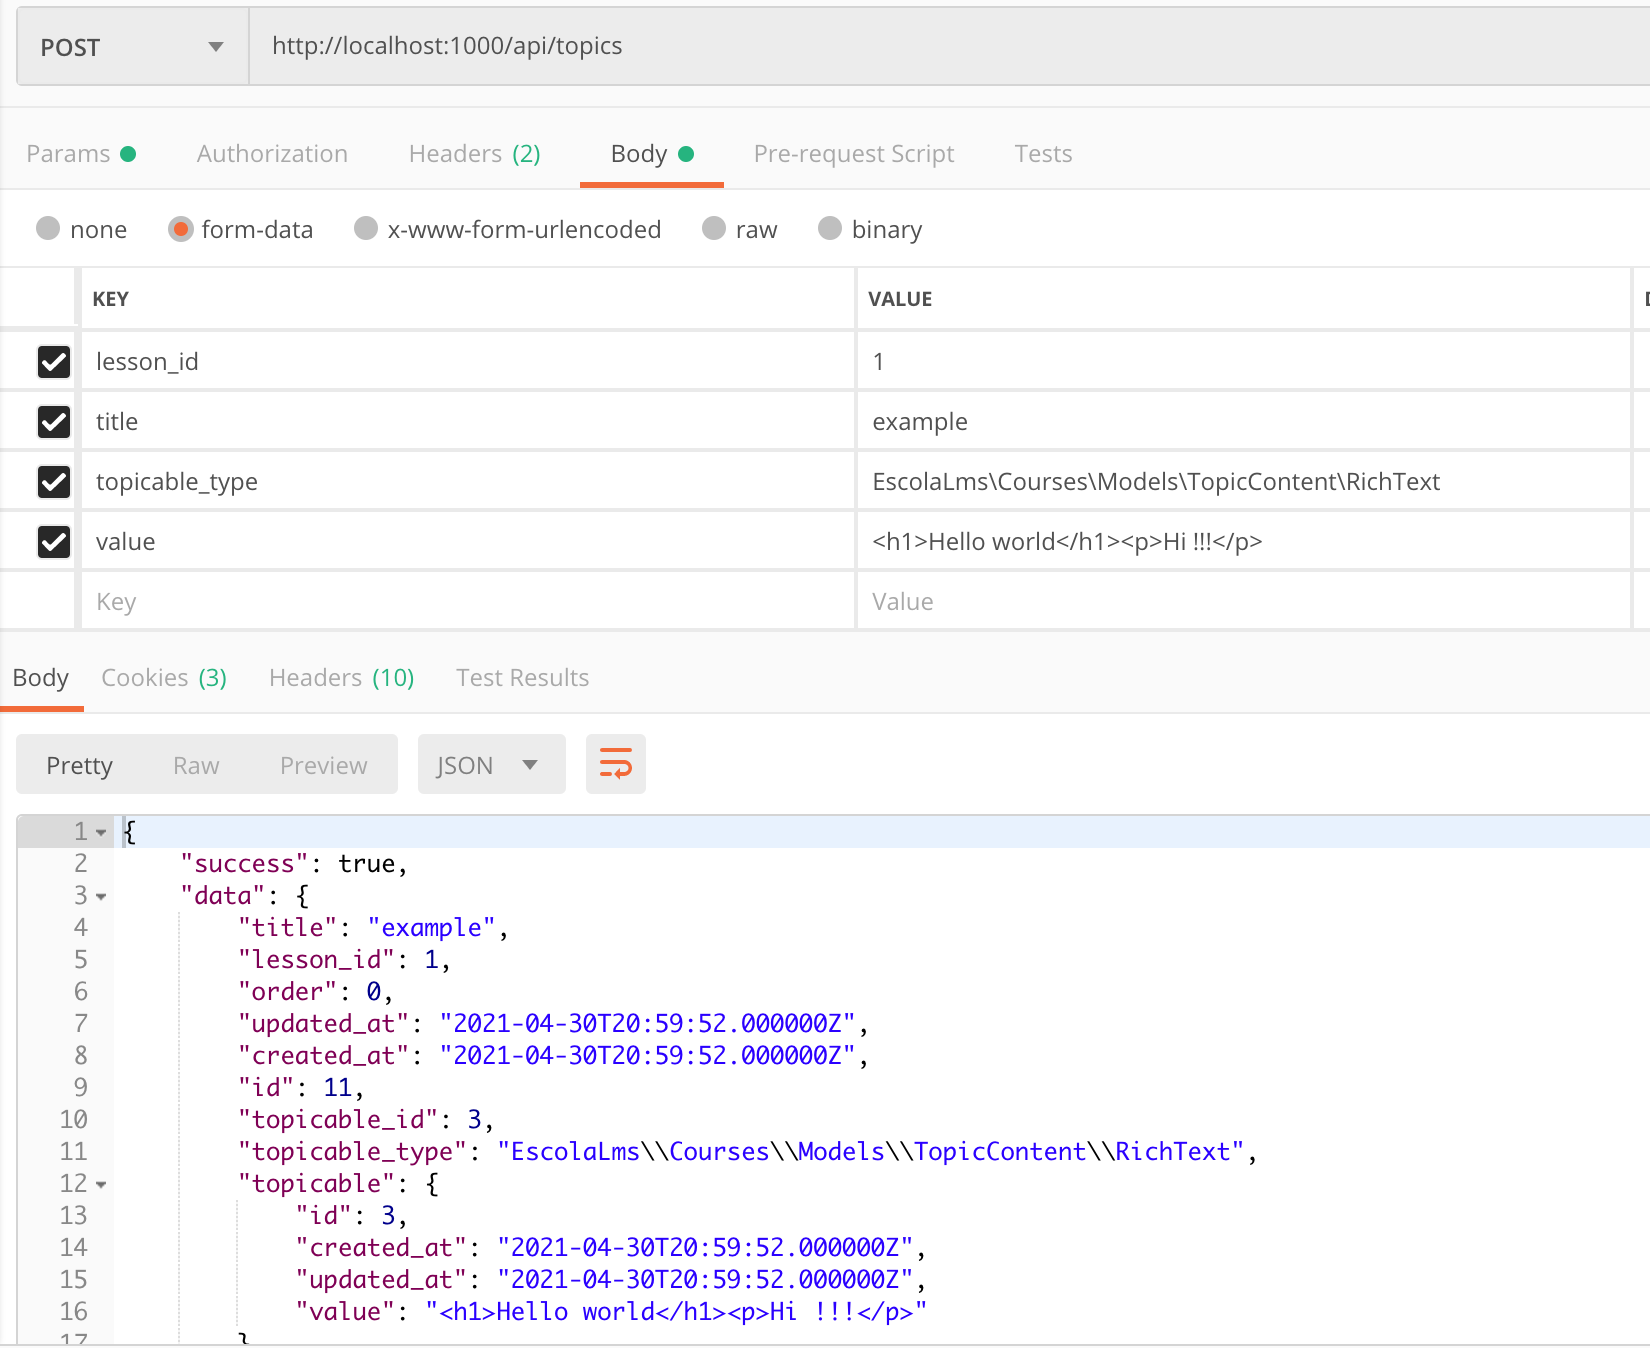 POST http://localhost:1000/api/topics
Params Authorization Headers (2) Body Pre-request Script Tests
none form-data x-www-form-urlencoded raw binary
KEY VALUE
lesson_id 1
title example
topicable_type EscolaLms\Courses\Models\TopicContent\RichText
value <h1>Hello world</h1><p>Hi !!!</p>
Key Value
Body Cookies (3) Headers (10) Test Results
Pretty Raw Preview JSON
1 {
2 "success": true,
3 "data": {
4 "title": "example",
5 "lesson_id": 1,
6 "order": 0,
7 "updated_at": "2021-04-30T20:59:52.000000Z",
8 "created_at": "2021-04-30T20:59:52.000000Z",
9 "id": 11,
10 "topicable_id": 3,
11 "topicable_type": "EscolaLms\\Courses\\Models\\TopicContent\\RichText",
12 "topicable": {
13 "id": 3,
14 "created_at": "2021-04-30T20:59:52.000000Z",
15 "updated_at": "2021-04-30T20:59:52.000000Z",
16 "value": "<h1>Hello world</h1><p>Hi !!!</p>"
17 }